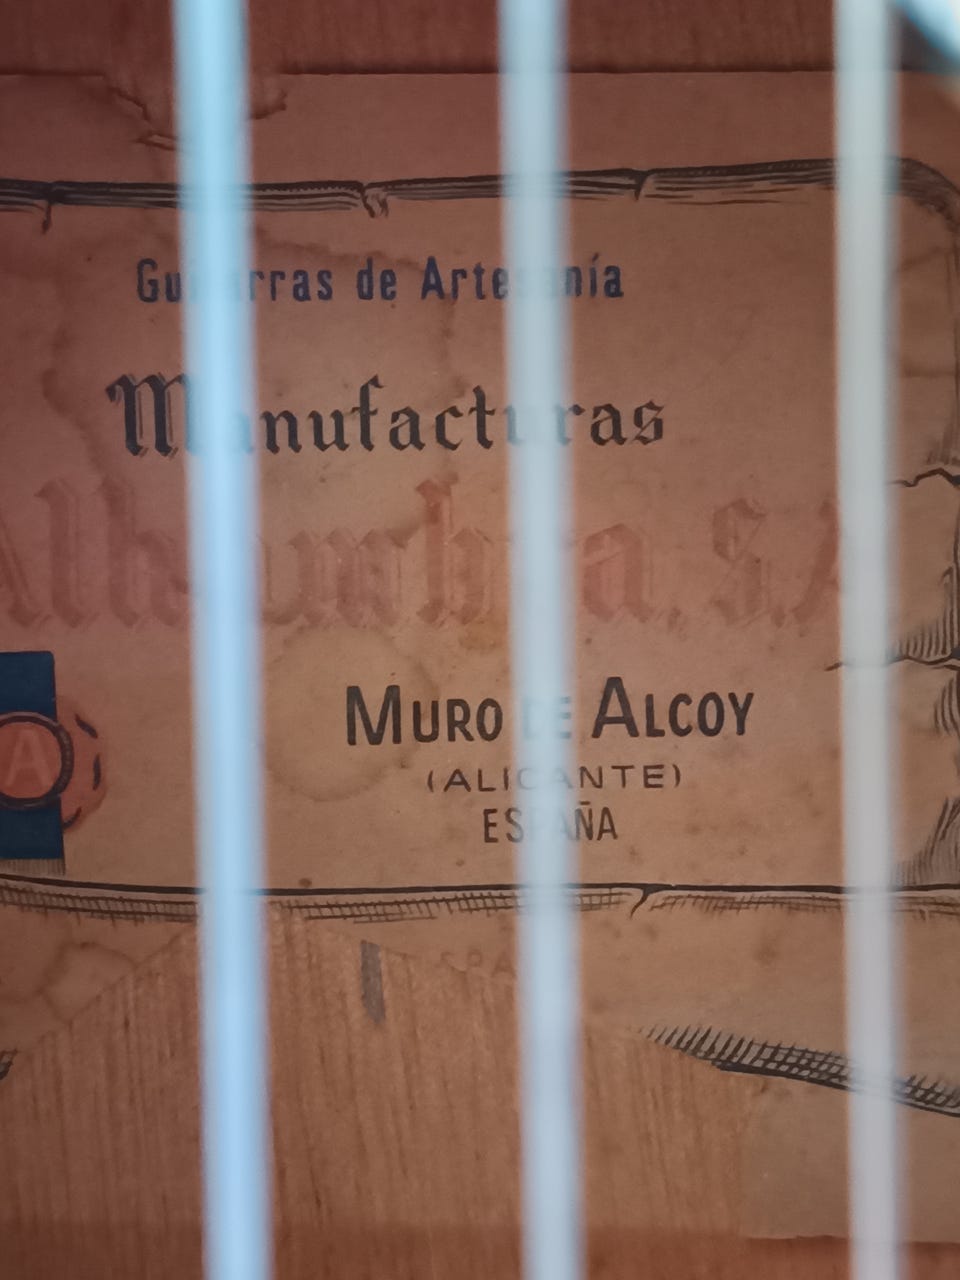 Guitarras de Artesanía
Manufacturas
Alhambra, S.A.
A
MURO DE ALCOY
(ALICANTE)
ESPAÑA